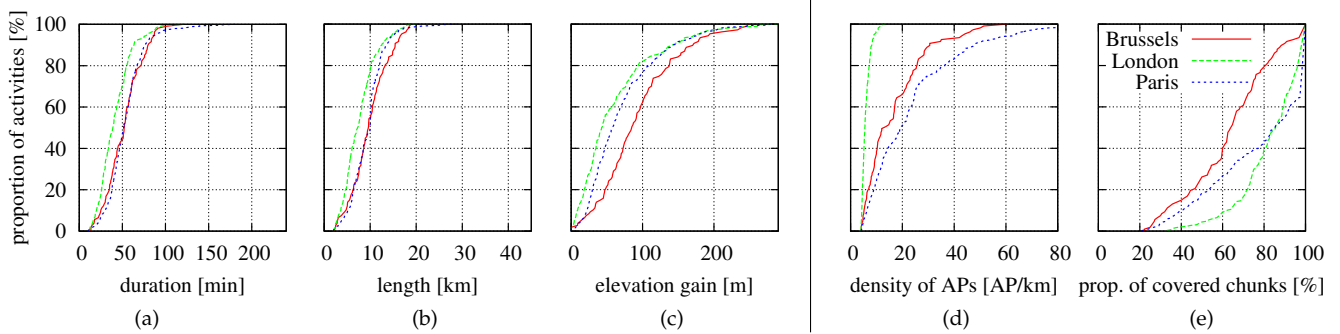 proportion of activities [%]
100
80
60
40
20
0
0 50 100 150 200
duration [min]
(a)
0 10 20 30 40
length [km]
(b)
0 100 200
elevation gain [m]
(c)
0 20 40 60 80
density of APs [AP/km]
(d)
Brussels
London
Paris
0 20 40 60 80 100
prop. of covered chunks [%]
(e)